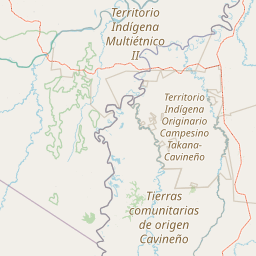 Territorio
Indígena
Multiétnico
II
Territorio
Indígena
Originario
Campesino
Takana-
Cavineño
Tierras
comunitarias
de origen
Cavineño